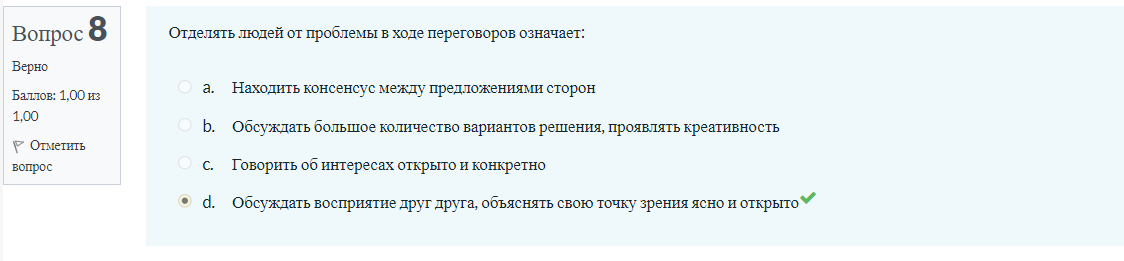 Вопрос 8
Верно
Баллов: 1,00 из
1,00
Отметить
вопрос
Отделять людей от проблемы в ходе переговоров означает:
a. Находить консенсус между предложениями сторон
b. Обсуждать большое количество вариантов решения, проявлять креативность
c. Говорить об интересах открыто и конкретно
d. Обсуждать восприятие друг друга, объяснять свою точку зрения ясно и открыто